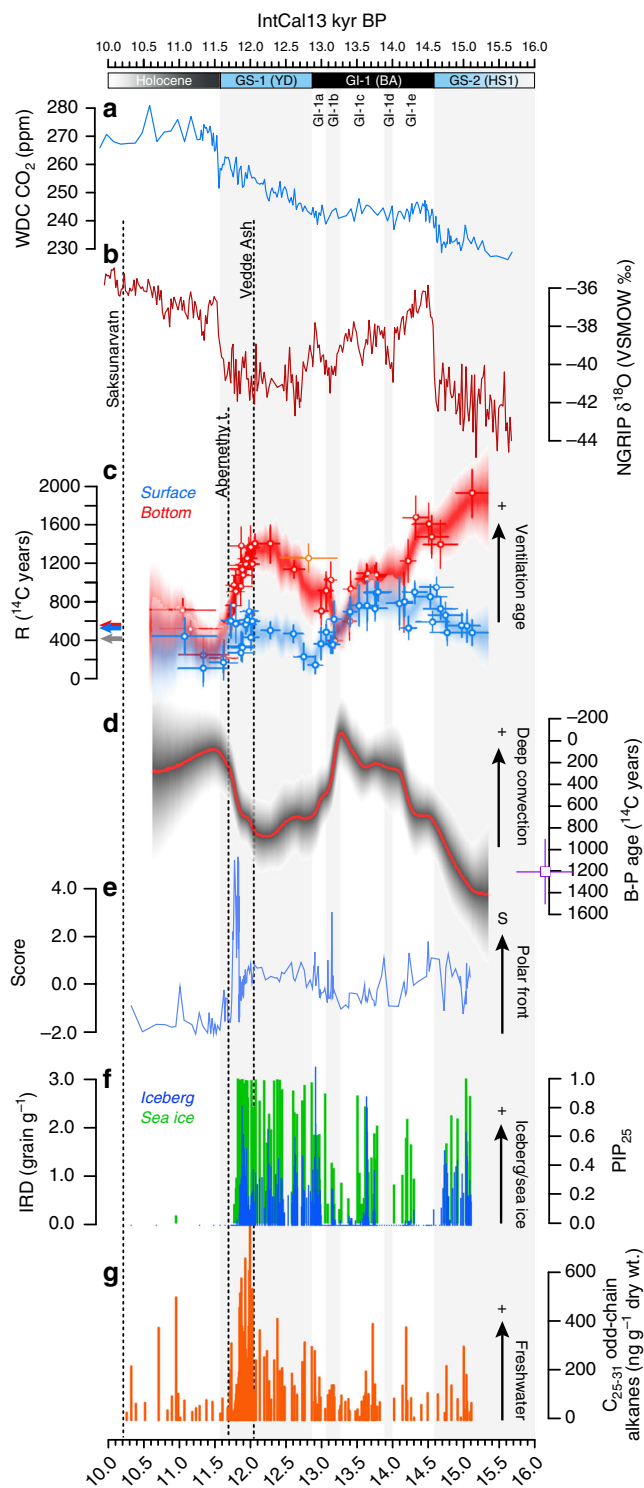 IntCal13 kyr BP
10.0 10.5 11.0 11.5 12.0 12.5 13.0 13.5 14.0 14.5 15.0 15.5 16.0
Holocene GS-1 (YD) GI-1 (BA) GS-2 (HS1)
GI-1a GI-1b GI-1c GI-1d GI-1e
a
280
270
260
250
240
230
WDC CO2 (ppm)
b
Saksunarvatn
Vedde Ash
Abernethy t.
−36
−38
−40
−42
−44
NGRIP δ18O (VSMOW ‰)
c
Surface
Bottom
2000
1600
1200
800
400
0
R (14C years)
+
Ventilation age
d
−200
0
200
400
600
800
1000
1200
1400
1600
B-P age (14C years)
+
Deep convection
e
4.0
2.0
0.0
−2.0
Score
S
Polar front
f
Iceberg
Sea ice
3.0
2.0
1.0
0.0
IRD (grain g−1)
+
Iceberg/sea ice
1.0
0.8
0.6
0.4
0.2
0.0
PIP25
g
+
Freshwater
600
400
200
0
C25-31 odd-chain
alkanes (ng g−1 dry wt.)
10.0 10.5 11.0 11.5 12.0 12.5 13.0 13.5 14.0 14.5 15.0 15.5 16.0